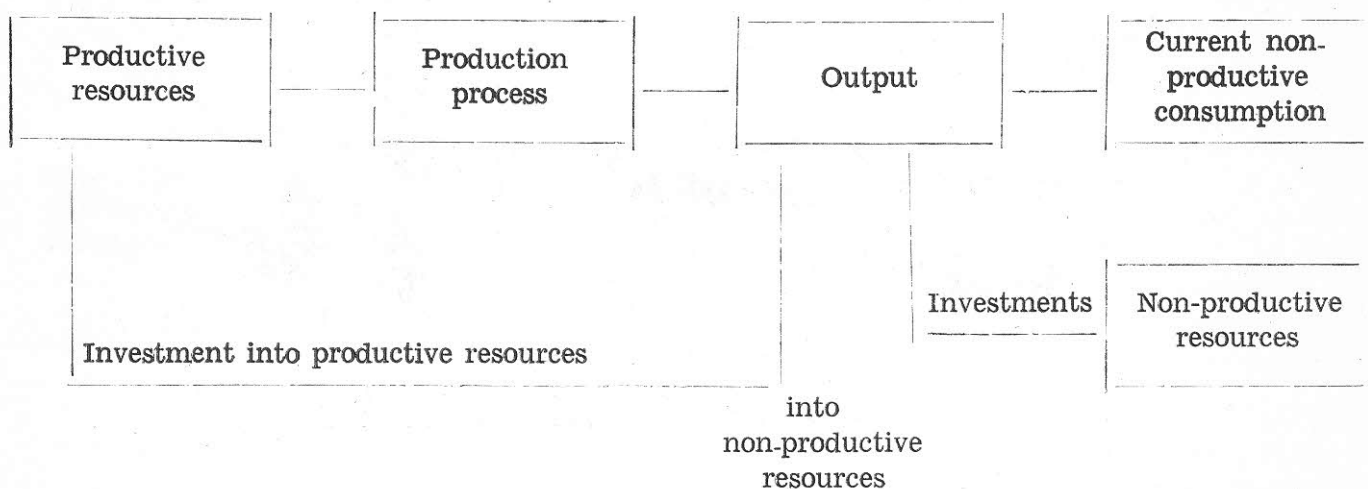 Productive
resources
Production
process
Output
Current non-
productive
consumption
Investments
Non-productive
resources
Investment into productive resources
into
non-productive
resources